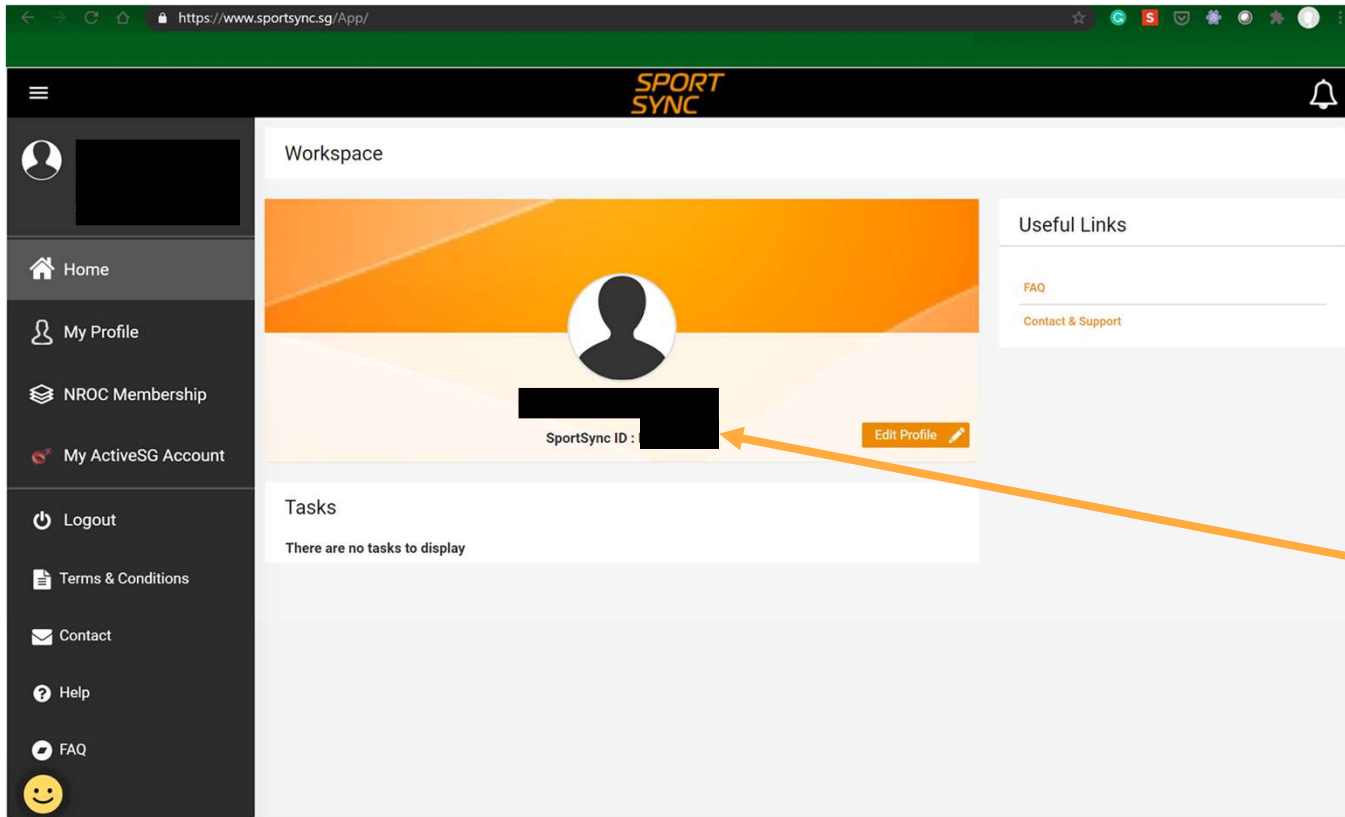 https://www.sportsync.sg/App/
SPORT
SYNC
Workspace
Home
My Profile
NROC Membership
My ActiveSG Account
Logout
Terms & Conditions
Contact
Help
FAQ
SportSync ID :
Edit Profile
Tasks
There are no tasks to display
Useful Links
FAQ
Contact & Support